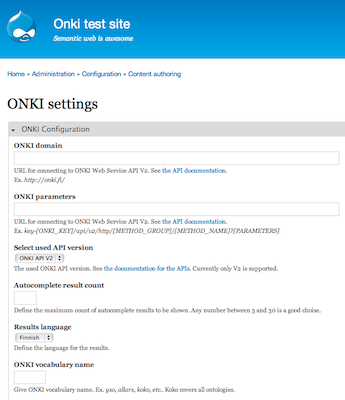 Onki test site
Semantic web is awesome
Home » Administration » Configuration » Content authoring
ONKI settings
ONKI Configuration
ONKI domain
URL for connecting to ONKI Web Service API V2. See the API documentation.
Ex. http://onki.fi/
ONKI parameters
URL for connecting to ONKI Web Service API V2. See the API documentation.
Ex. key-[ONKI_KEY]/api/v2/http/[METHOD_GROUP]/[METHOD_NAME]?[PARAMETERS]
Select used API version
ONKI API V2
The used ONKI API version. See the documentation for the APIs. Currently only V2 is supported.
Autocomplete result count
Define the maximum count of autocomplete results to be shown. Any number between 5 and 30 is a good choise.
Results language
Finnish
Define the language for the results.
ONKI vocabulary name
Give ONKI vocabulary name. Ex. yso, allars, koko, etc.. Koko covers all ontologies.